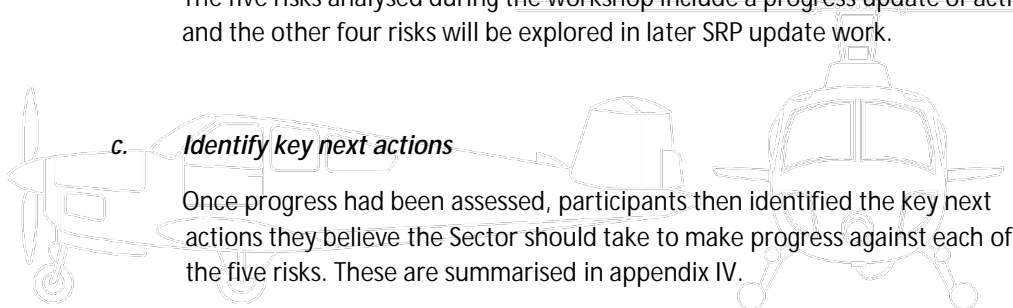 The five risks analysed during the workshop include a progress update of acti
and the other four risks will be explored in later SRP update work.
c. Identify key next actions
Once progress had been assessed, participants then identified the key next
actions they believe the Sector should take to make progress against each of
the five risks. These are summarised in appendix IV.